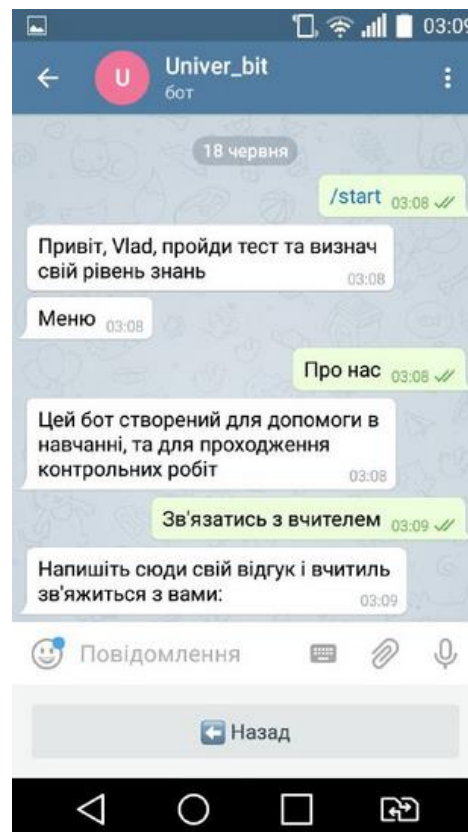 03:09
U
Univer_bit
бот
18 червня
/start 03:08
Привіт, Vlad, пройди тест та визнач
свій рівень знань 03:08
Меню 03:08
Про нас 03:08
Цей бот створений для допомоги в
навчанні, та для проходження
контрольних робіт 03:08
Зв'язатись з вчителем 03:09
Напишіть сюди свій відгук і вчитиль
зв'яжиться з вами: 03:09
Повідомлення
Назад